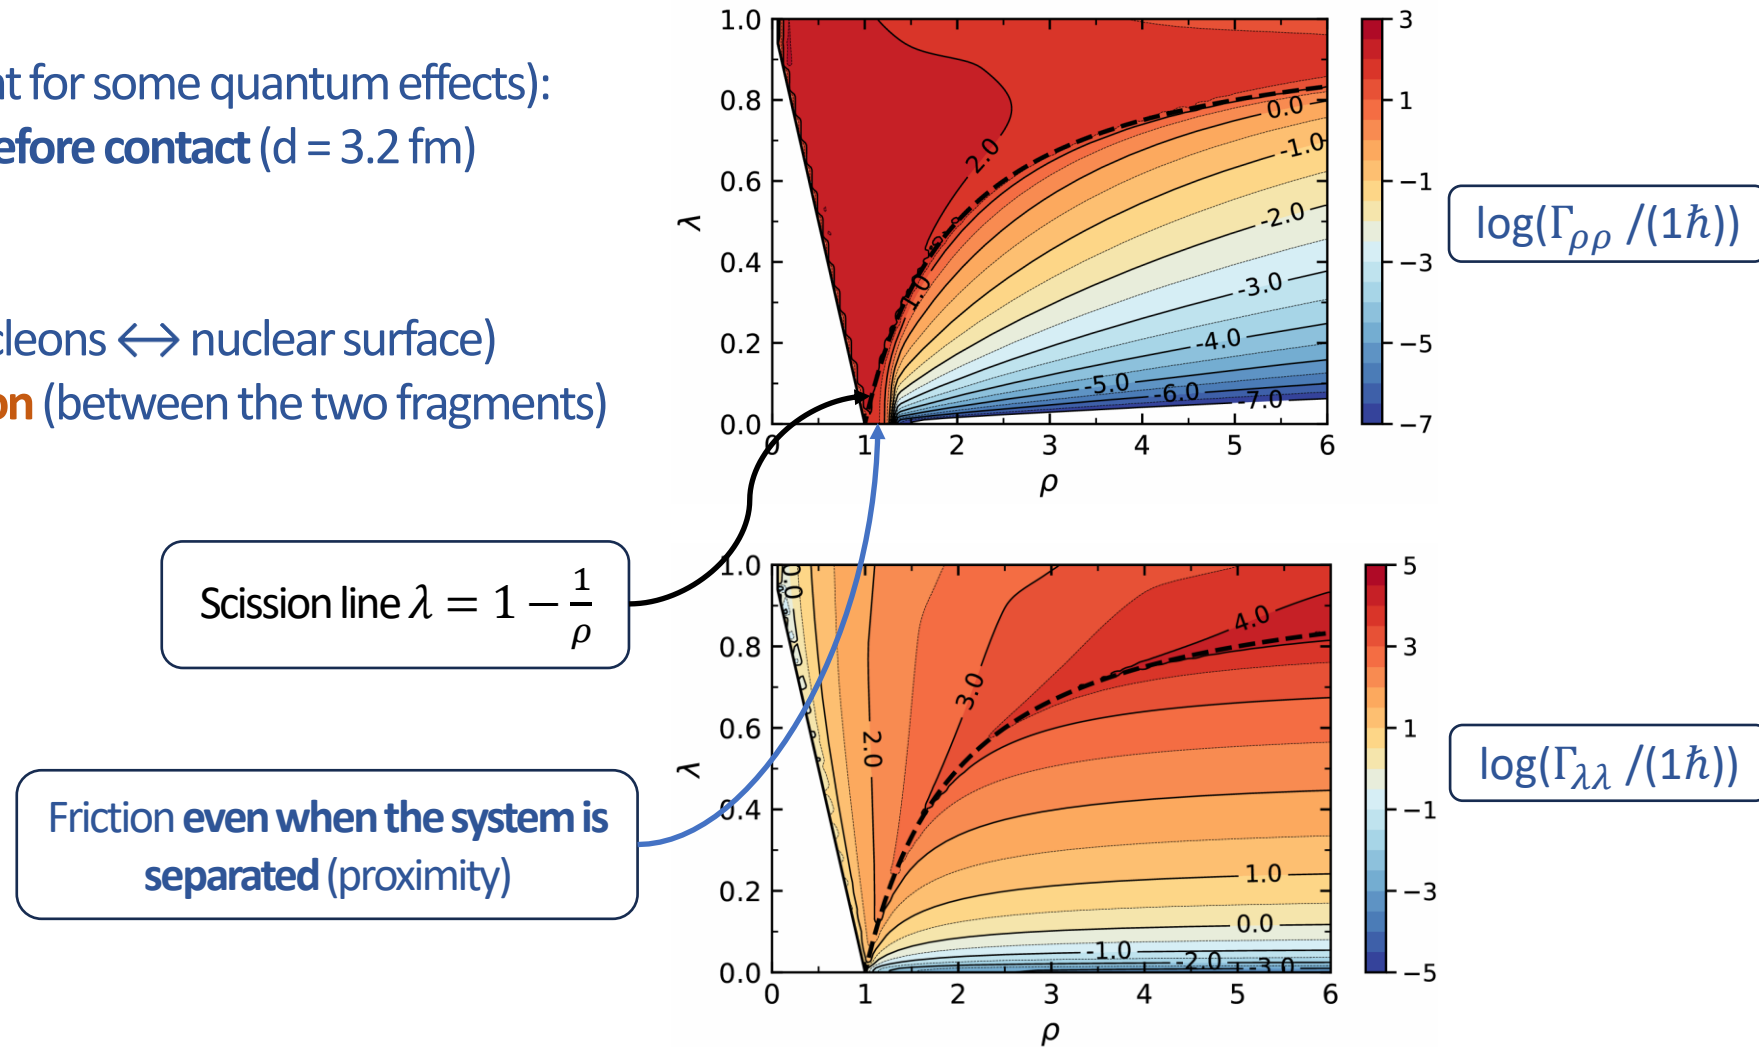 nt for some quantum effects):
efore contact (d = 3.2 fm)
cleons ↔ nuclear surface)
on (between the two fragments)
Scission line λ = 1 − 1/ρ
Friction even when the system is
separated (proximity)
1.0
0.8
0.6
0.4
0.2
0.0
λ
0 1 2 3 4 5 6
ρ
2.0
1.0
0.0
-1.0
-2.0
-3.0
-4.0
-5.0
-6.0
-7.0
3
1
−1
−3
−5
−7
log(Γρρ /(1ℏ))
1.0
0.8
0.6
0.4
0.2
0.0
λ
0 1 2 3 4 5 6
ρ
0.0
2.0
3.0
4.0
1.0
0.0
-1.0
-2.0
-3.0
5
3
1
−1
−3
−5
log(Γλλ /(1ℏ))